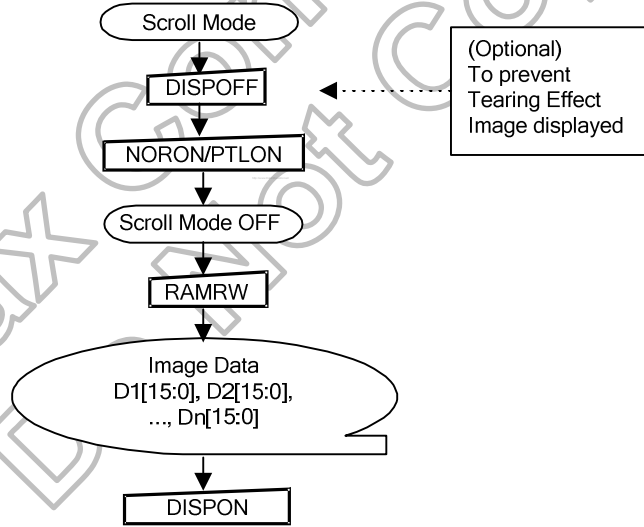 Scroll Mode
DISPOFF
(Optional)
To prevent
Tearing Effect
Image displayed
NORON/PTLON
Scroll Mode OFF
RAMRW
Image Data
D1[15:0], D2[15:0],
..., Dn[15:0]
DISPON